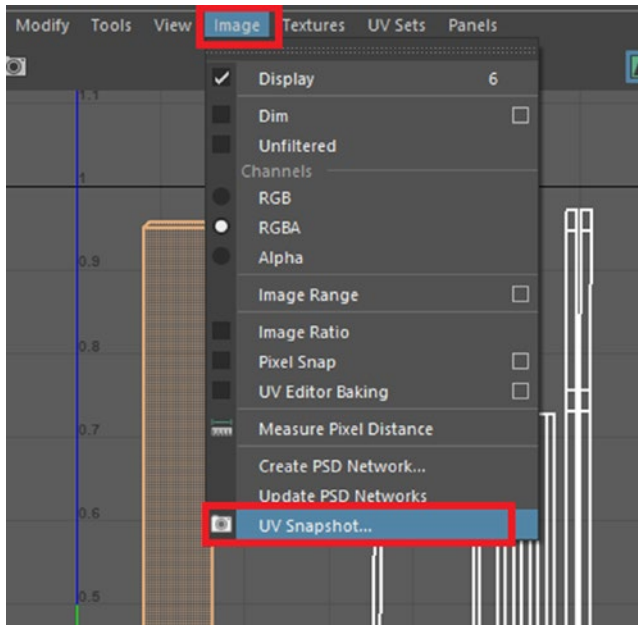 Modify Tools View Image Textures UV Sets Panels
Display 6
Dim
Unfiltered
Channels
RGB
RGBA
Alpha
Image Range
Image Ratio
Pixel Snap
UV Editor Baking
Measure Pixel Distance
Create PSD Network...
Update PSD Networks
UV Snapshot...
1.1
1
0.9
0.8
0.7
0.6
0.5